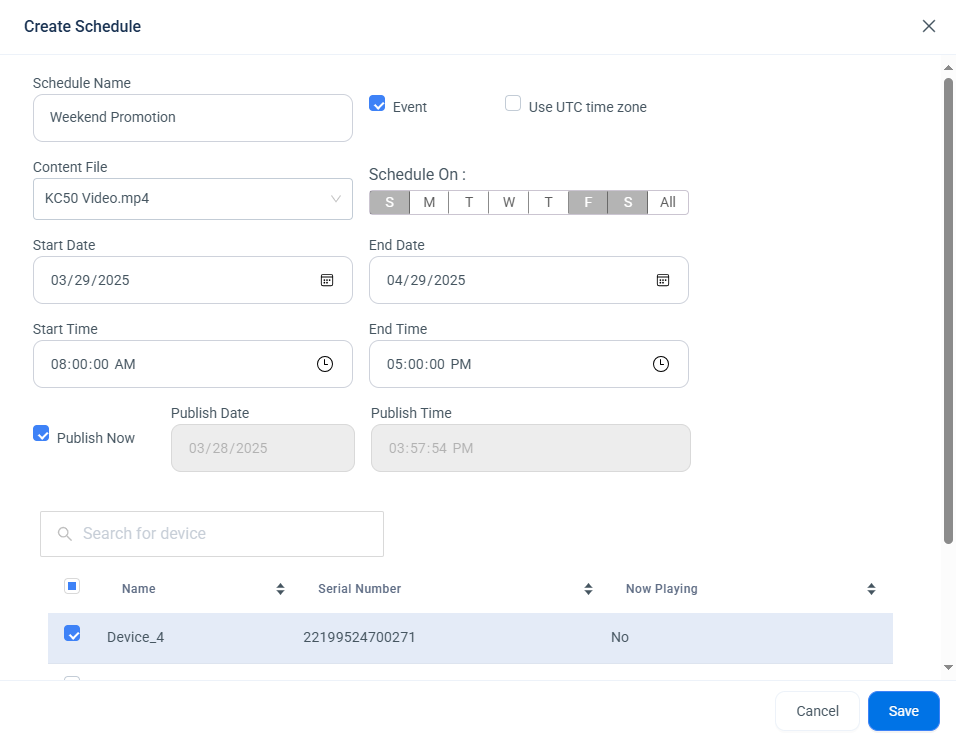 Create Schedule
Schedule Name
Weekend Promotion
Event
Use UTC time zone
Content File
KC50 Video.mp4
Schedule On :
S M T W T F S All
Start Date
End Date
03/29/2025
04/29/2025
Start Time
End Time
08:00:00 AM
05:00:00 PM
Publish Now
Publish Date
Publish Time
03/28/2025
03:57:54 PM
Search for device
Name Serial Number Now Playing
Device_4 22199524700271 No
Cancel
Save